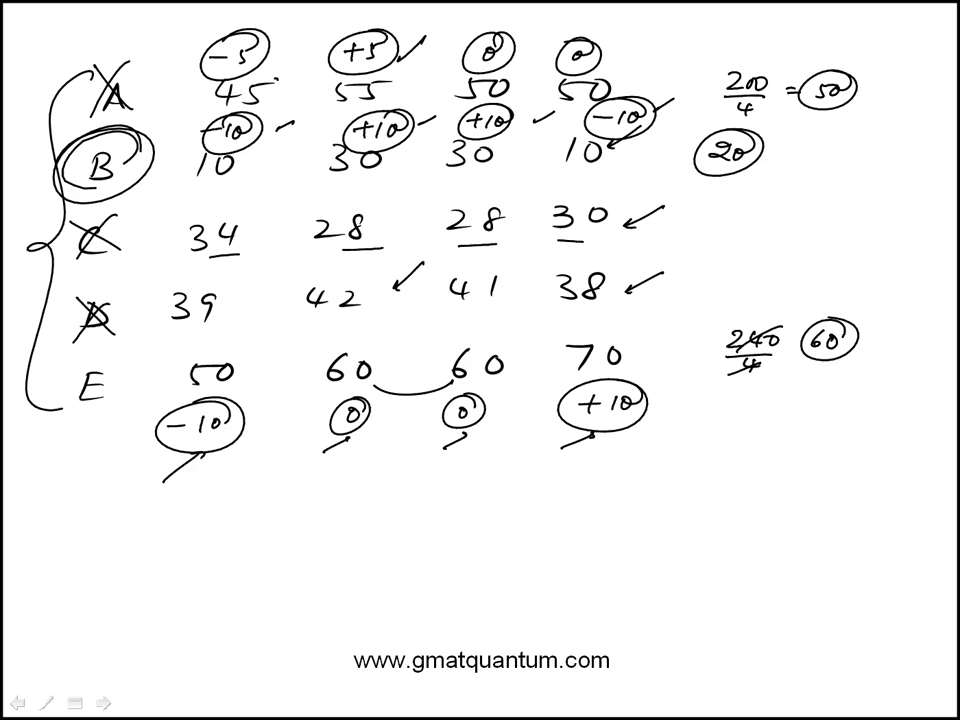 -5 +5 0 0
A 45 55 50 50 200/4 = 50
-10 +10 +10 -10
B 10 30 30 10 20
C 34 28 28 30
D 39 42 41 38
E 50 60 60 70 240/4 60
-10 0 0 +10
www.gmatquantum.com